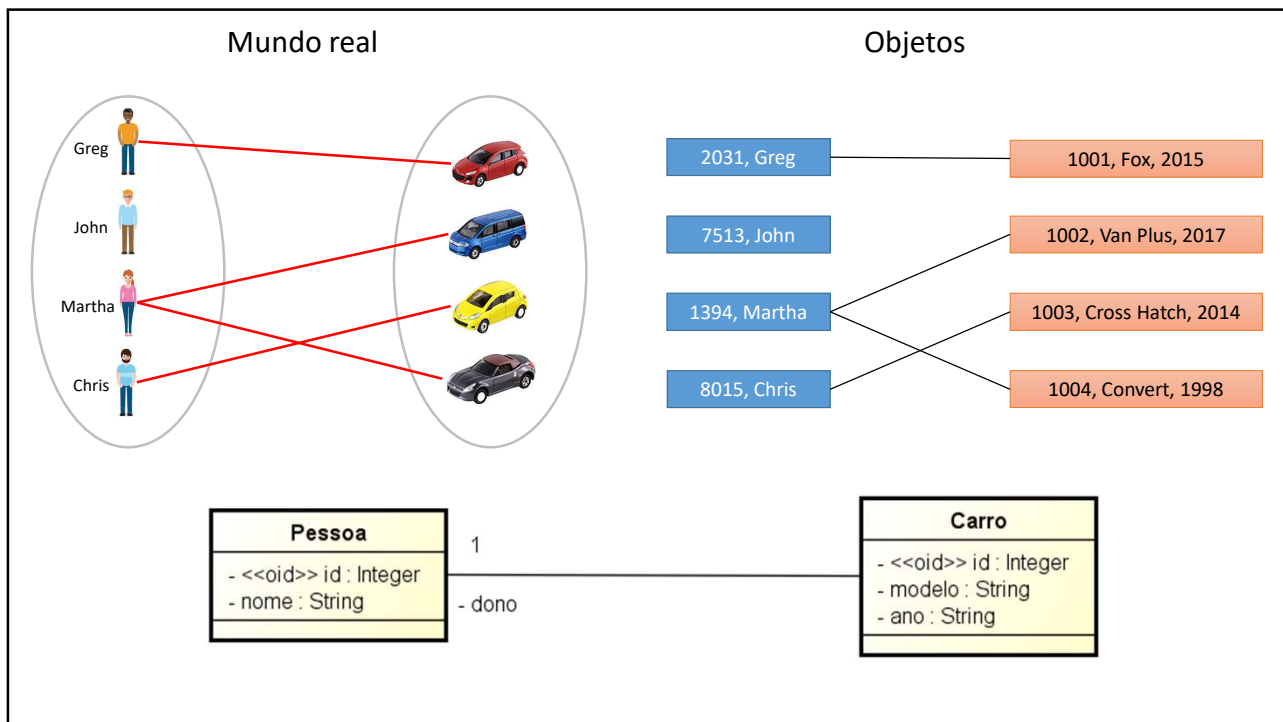 Mundo real
Greg
John
Martha
Chris
Objetos
2031, Greg
7513, John
1394, Martha
8015, Chris
1001, Fox, 2015
1002, Van Plus, 2017
1003, Cross Hatch, 2014
1004, Convert, 1998
Pessoa
- <<oid>> id : Integer
- nome : String
1
- dono
Carro
- <<oid>> id : Integer
- modelo : String
- ano : String